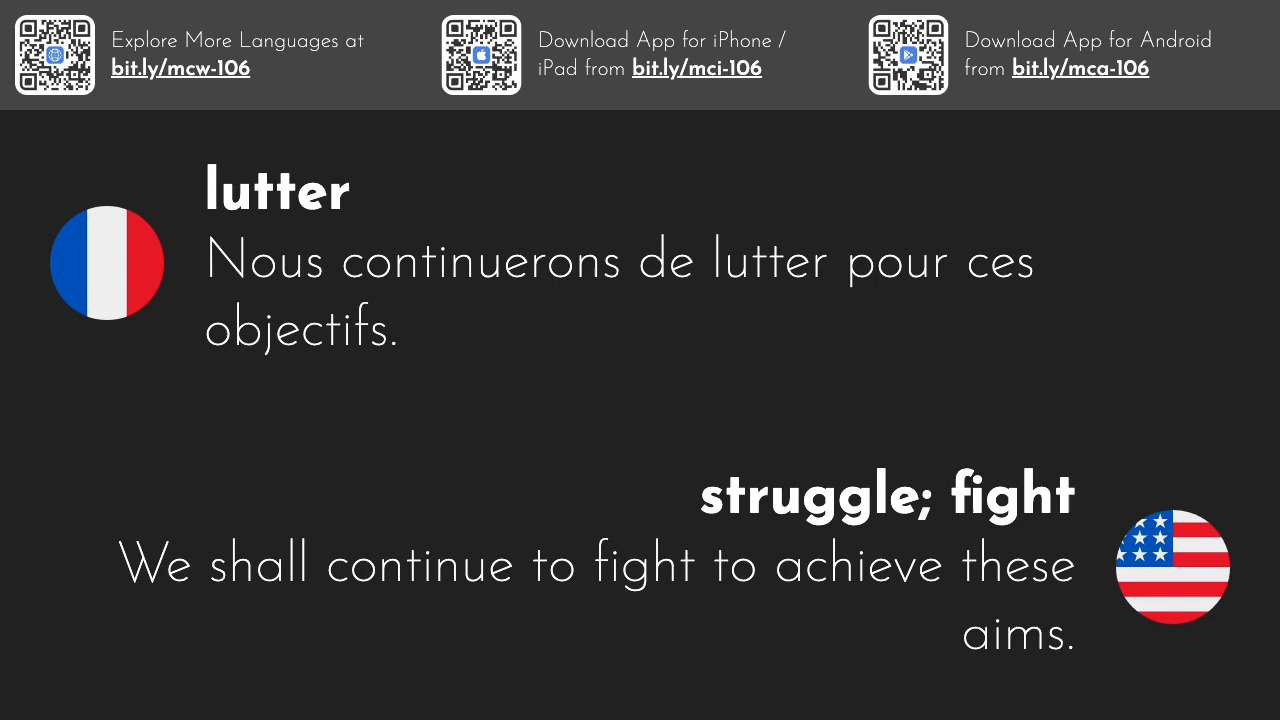 Explore More Languages at
bit.ly/mcw-106
Download App for iPhone /
iPad from bit.ly/mci-106
Download App for Android
from bit.ly/mca-106
lutter
Nous continuerons de lutter pour ces
objectifs.
struggle; fight
We shall continue to fight to achieve these
aims.